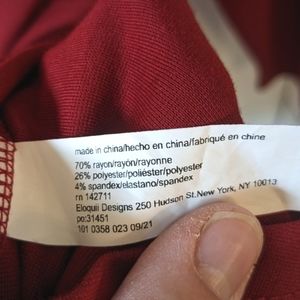 made in china/hecho en china/fabriqué en chine
70% rayon/rayón/rayonne
26% polyester/poliéster/polyester
4% spandex/elastano/spandex
rn 142711
Eloquii Designs 250 Hudson St.New York, NY 10013
po:31451
101 0358 023 09/21